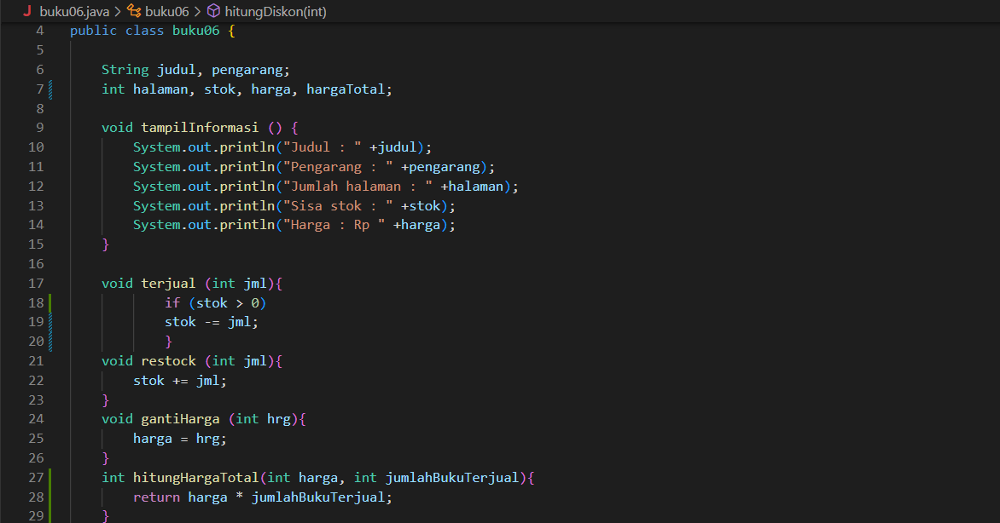 J buku06.java > buku06 > hitungDiskon(int)
4 public class buku06 {
5
6 String judul, pengarang;
7 int halaman, stok, harga, hargaTotal;
8
9 void tampilInformasi () {
10 System.out.println("Judul : " +judul);
11 System.out.println("Pengarang : " +pengarang);
12 System.out.println("Jumlah halaman : " +halaman);
13 System.out.println("Sisa stok : " +stok);
14 System.out.println("Harga : Rp " +harga);
15 }
16
17 void terjual (int jml){
18 if (stok > 0)
19 stok -= jml;
20 }
21 void restock (int jml){
22 stok += jml;
23 }
24 void gantiHarga (int hrg){
25 harga = hrg;
26 }
27 int hitungHargaTotal(int harga, int jumlahBukuTerjual){
28 return harga * jumlahBukuTerjual;
29 }